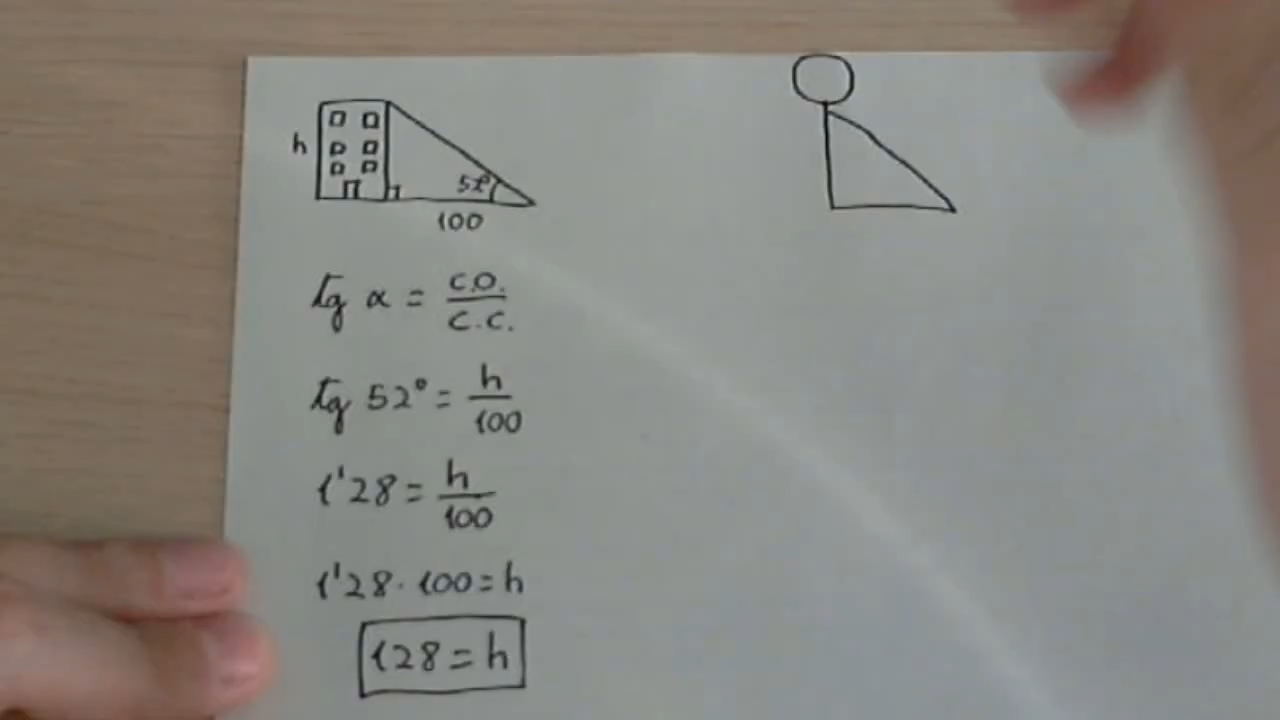 h
52°
100
tg α = c.o. / c.c.
tg 52° = h / 100
1'28 = h / 100
1'28 · 100 = h
128 = h